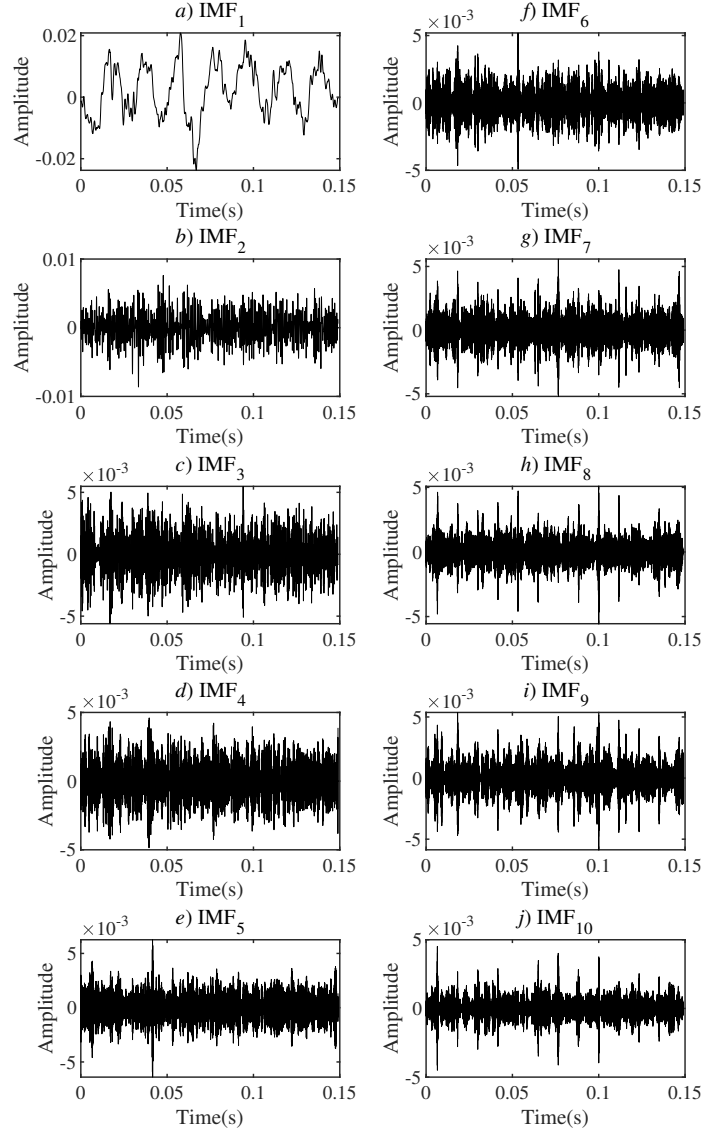 a) IMF1
0.02
0
-0.02
Amplitude
0 0.05 0.1 0.15
Time(s)
b) IMF2
0.01
0
-0.01
Amplitude
0 0.05 0.1 0.15
Time(s)
c) IMF3
×10-3
5
0
-5
Amplitude
0 0.05 0.1 0.15
Time(s)
d) IMF4
×10-3
5
0
-5
Amplitude
0 0.05 0.1 0.15
Time(s)
e) IMF5
×10-3
5
0
-5
Amplitude
0 0.05 0.1 0.15
Time(s)
f) IMF6
×10-3
5
0
-5
Amplitude
0 0.05 0.1 0.15
Time(s)
g) IMF7
×10-3
5
0
-5
Amplitude
0 0.05 0.1 0.15
Time(s)
h) IMF8
×10-3
5
0
-5
Amplitude
0 0.05 0.1 0.15
Time(s)
i) IMF9
×10-3
5
0
-5
Amplitude
0 0.05 0.1 0.15
Time(s)
j) IMF10
×10-3
5
0
-5
Amplitude
0 0.05 0.1 0.15
Time(s)